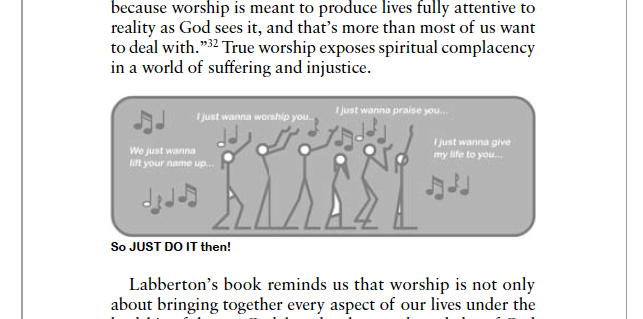 because worship is meant to produce lives fully attentive to
reality as God sees it, and that's more than most of us want
to deal with.”32 True worship exposes spiritual complacency
in a world of suffering and injustice.
I just wanna worship you...
I just wanna praise you...
We just wanna
lift your name up...
I just wanna give
my life to you...
So JUST DO IT then!
Labberton's book reminds us that worship is not only
about bringing together every aspect of our lives under the